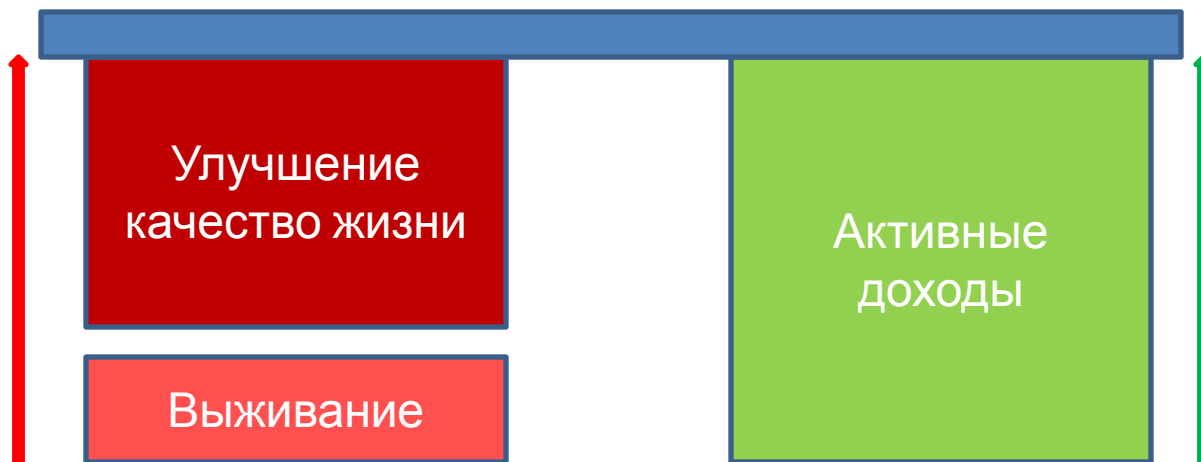 Улучшение
качество жизни
Активные
доходы
Выживание